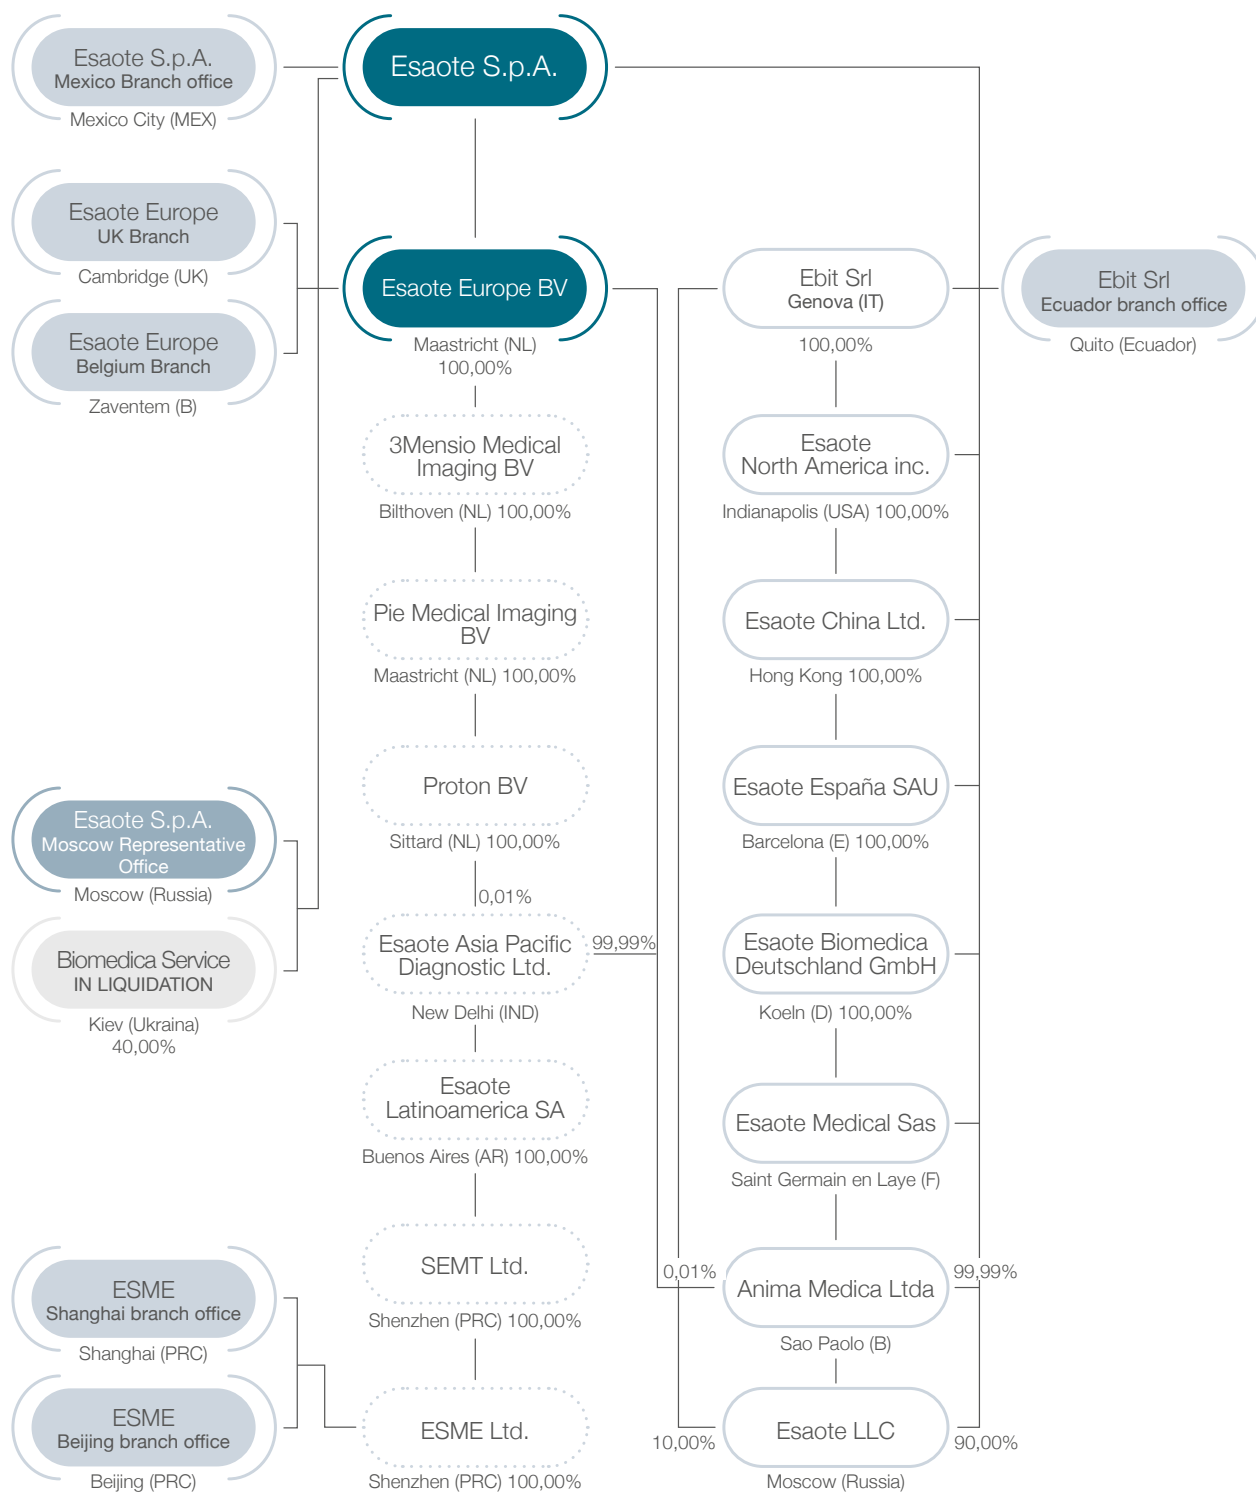 Esaote S.p.A.
Mexico Branch office
Mexico City (MEX)
Esaote S.p.A.
Esaote Europe
UK Branch
Cambridge (UK)
Esaote Europe
Belgium Branch
Zaventem (B)
Esaote Europe BV
Maastricht (NL)
100,00%
Ebit Srl
Genova (IT)
100,00%
Ebit Srl
Ecuador branch office
Quito (Ecuador)
3Mensio Medical
Imaging BV
Bilthoven (NL) 100,00%
Esaote
North America inc.
Indianapolis (USA) 100,00%
Pie Medical Imaging
BV
Maastricht (NL) 100,00%
Esaote China Ltd.
Hong Kong 100,00%
Proton BV
Sittard (NL) 100,00%
Esaote España SAU
Barcelona (E) 100,00%
Esaote S.p.A.
Moscow Representative
Office
Moscow (Russia)
Biomedica Service
IN LIQUIDATION
Kiev (Ukraina)
40,00%
0,01%
Esaote Asia Pacific
Diagnostic Ltd.
99,99%
New Delhi (IND)
Esaote Biomedica
Deutschland GmbH
Koeln (D) 100,00%
Esaote
Latinoamerica SA
Buenos Aires (AR) 100,00%
Esaote Medical Sas
Saint Germain en Laye (F)
SEMT Ltd.
Shenzhen (PRC) 100,00%
0,01%
Anima Medica Ltda
99,99%
Sao Paolo (B)
ESME
Shanghai branch office
Shanghai (PRC)
ESME
Beijing branch office
Beijing (PRC)
ESME Ltd.
Shenzhen (PRC) 100,00%
10,00%
Esaote LLC
90,00%
Moscow (Russia)